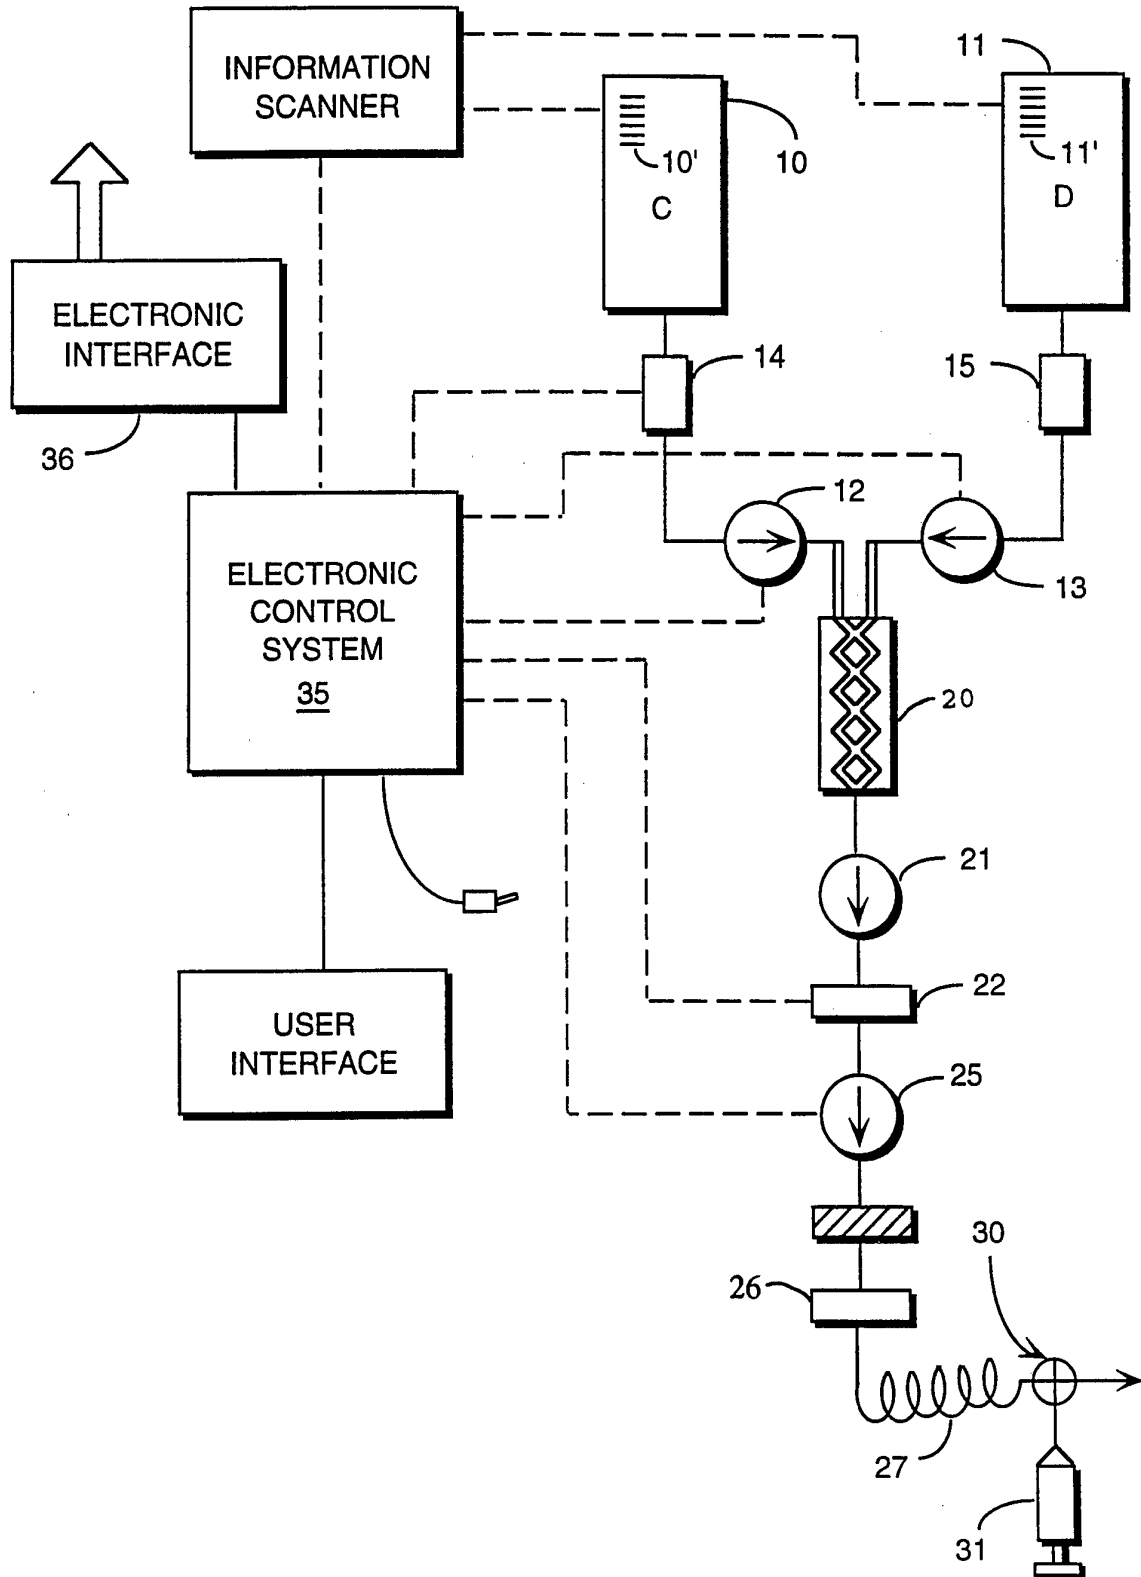 INFORMATION
SCANNER
11
10
10'
11'
C
D
ELECTRONIC
INTERFACE
14
15
36
12
13
ELECTRONIC
CONTROL
SYSTEM
35
20
21
22
USER
INTERFACE
25
30
26
27
31